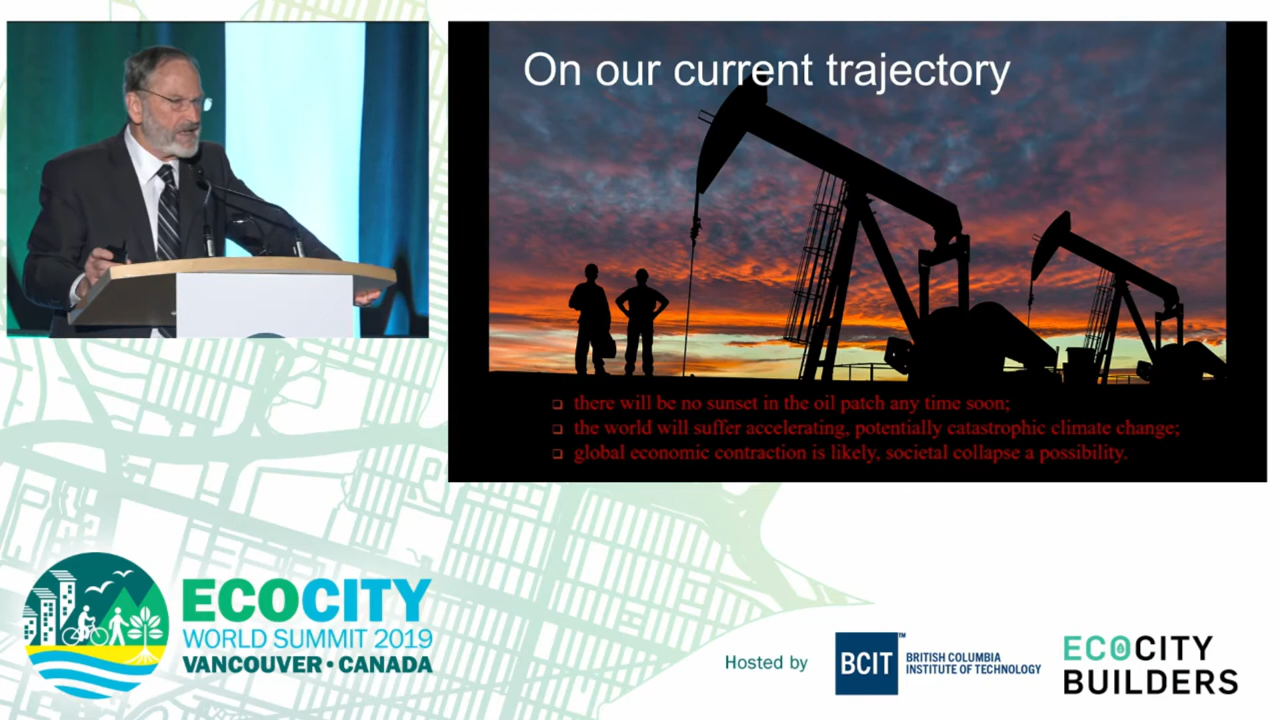 On our current trajectory
there will be no sunset in the oil patch any time soon;
the world will suffer accelerating, potentially catastrophic climate change;
global economic contraction is likely, societal collapse a possibility.
ECOCITY
WORLD SUMMIT 2019
VANCOUVER • CANADA
Hosted by
BCIT™
BRITISH COLUMBIA
INSTITUTE OF TECHNOLOGY
ECOCITY
BUILDERS